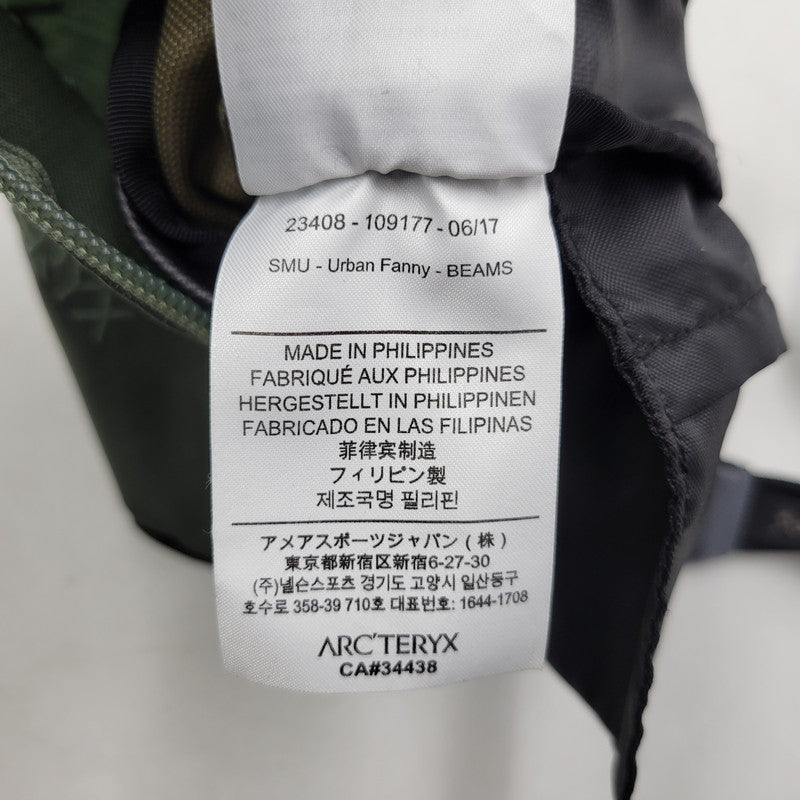 23408 - 109177 - 06/17
SMU - Urban Fanny - BEAMS
MADE IN PHILIPPINES
FABRIQUÉ AUX PHILIPPINES
HERGESTELLT IN PHILIPPINEN
FABRICADO EN LAS FILIPINAS
菲律宾制造
フィリピン製
제조국명 필리핀
アメアスポーツジャパン ( 株 )
東京都新宿区新宿6-27-30
(주)넬슨스포츠 경기도 고양시 일산동구
호수로 358-39 710호 대표번호: 1644-1708
ARC'TERYX
CA#34438